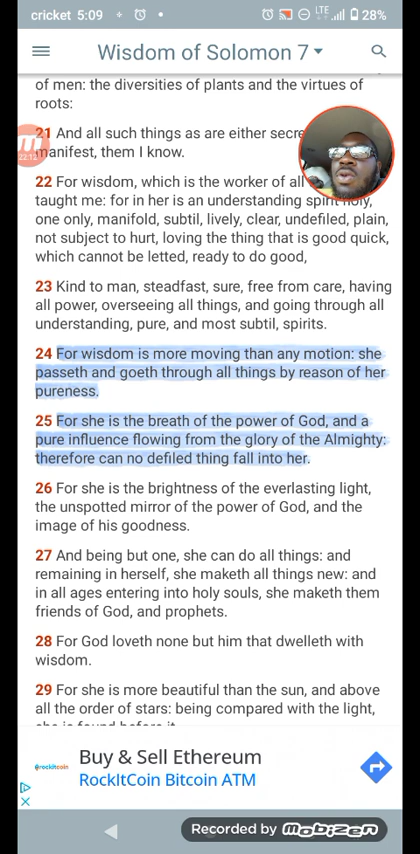 cricket 5:09
LTE
28%
Wisdom of Solomon 7
of men: the diversities of plants and the virtues of
roots:
21 And all such things as are either secre
manifest, them I know.
22:13
22 For wisdom, which is the worker of all
taught me: for in her is an understanding spirit holy,
one only, manifold, subtil, lively, clear, undefiled, plain,
not subject to hurt, loving the thing that is good quick,
which cannot be letted, ready to do good,
23 Kind to man, steadfast, sure, free from care, having
all power, overseeing all things, and going through all
understanding, pure, and most subtil, spirits.
24 For wisdom is more moving than any motion: she
passeth and goeth through all things by reason of her
pureness.
25 For she is the breath of the power of God, and a
pure influence flowing from the glory of the Almighty:
therefore can no defiled thing fall into her.
26 For she is the brightness of the everlasting light,
the unspotted mirror of the power of God, and the
image of his goodness.
27 And being but one, she can do all things: and
remaining in herself, she maketh all things new: and
in all ages entering into holy souls, she maketh them
friends of God, and prophets.
28 For God loveth none but him that dwelleth with
wisdom.
29 For she is more beautiful than the sun, and above
all the order of stars: being compared with the light,
she is found before it
Buy & Sell Ethereum
rockitcoin
RockItCoin Bitcoin ATM
Recorded by mobizen